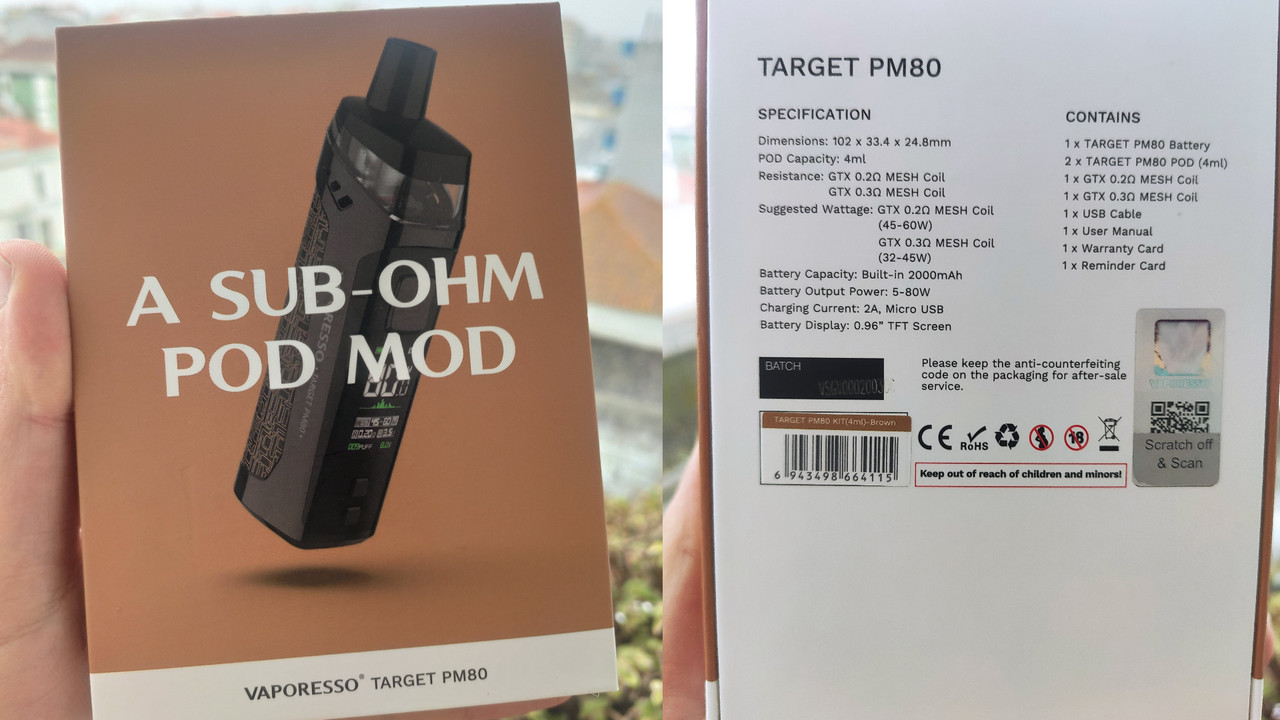 A SUB-OHM
POD MOD
VAPORESSO® TARGET PM80
TARGET PM80
SPECIFICATION
Dimensions: 102 x 33.4 x 24.8mm
POD Capacity: 4ml
Resistance: GTX 0.2Ω MESH Coil
GTX 0.3Ω MESH Coil
Suggested Wattage: GTX 0.2Ω MESH Coil
(45-60W)
GTX 0.3Ω MESH Coil
(32-45W)
Battery Capacity: Built-in 2000mAh
Battery Output Power: 5-80W
Charging Current: 2A, Micro USB
Battery Display: 0.96” TFT Screen
CONTAINS
1 x TARGET PM80 Battery
2 x TARGET PM80 POD (4ml)
1 x GTX 0.2Ω MESH Coil
1 x GTX 0.3Ω MESH Coil
1 x USB Cable
1 x User Manual
1 x Warranty Card
1 x Reminder Card
BATCH
Please keep the anti-counterfeiting
code on the packaging for after-sale
service.
TARGET PM80 KIT(4ml)-Brown
6 943498 664115
CE
RoHS
18
Keep out of reach of children and minors!
Scratch off
& Scan